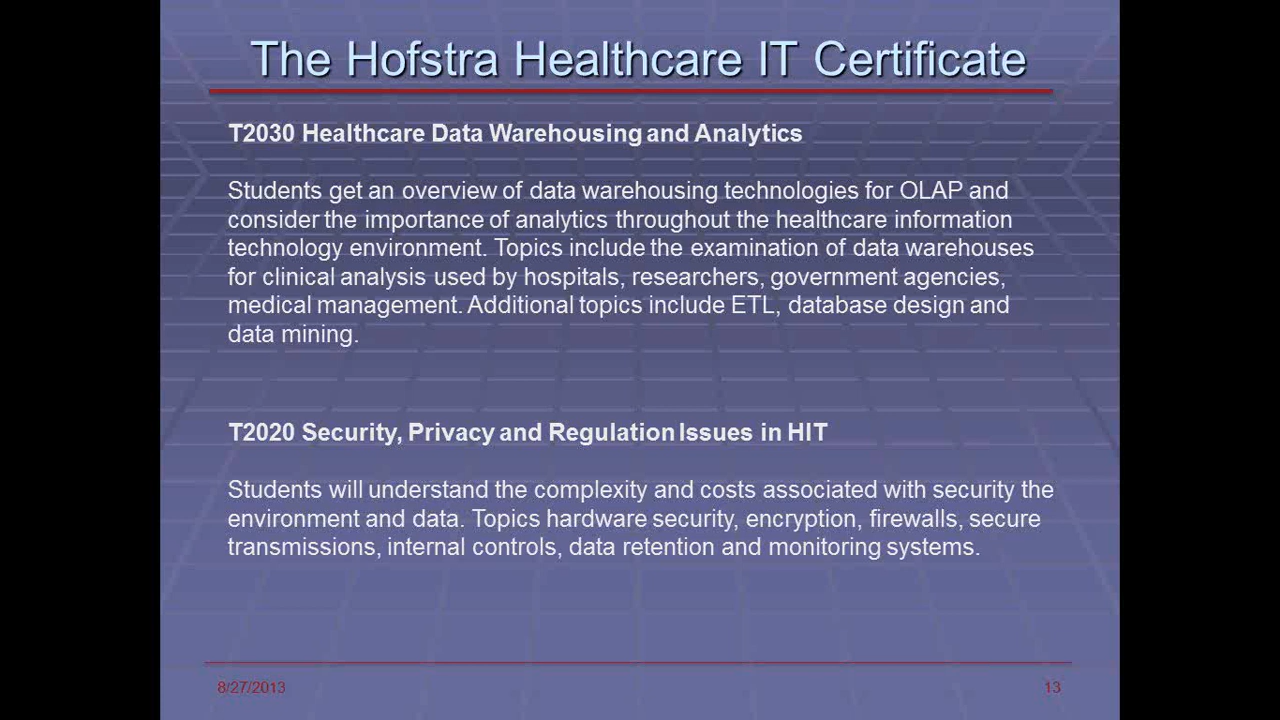 The Hofstra Healthcare IT Certificate
T2030 Healthcare Data Warehousing and Analytics
Students get an overview of data warehousing technologies for OLAP and
consider the importance of analytics throughout the healthcare information
technology environment. Topics include the examination of data warehouses
for clinical analysis used by hospitals, researchers, government agencies,
medical management. Additional topics include ETL, database design and
data mining.
T2020 Security, Privacy and Regulation Issues in HIT
Students will understand the complexity and costs associated with security the
environment and data. Topics hardware security, encryption, firewalls, secure
transmissions, internal controls, data retention and monitoring systems.
8/27/2013
13